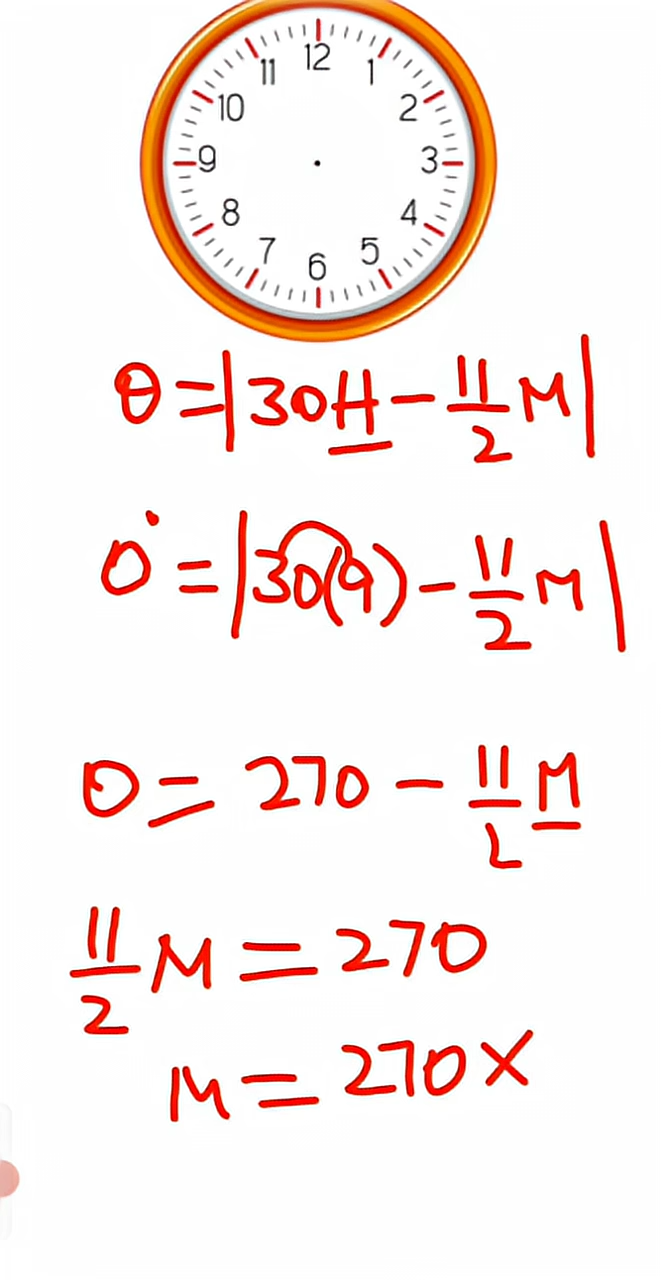 12
11 1
10 2
9 3
8 4
7 5
6
θ = |30H - 11/2 M|
0° = |30(9) - 11/2 M|
0 = 270 - 11/2 M
11/2 M = 270
M = 270 ×